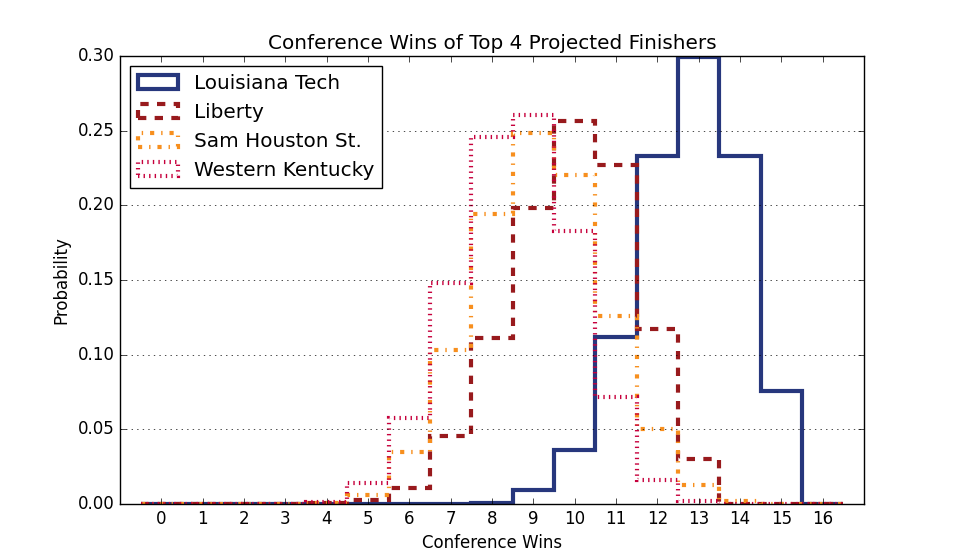 Conference Wins of Top 4 Projected Finishers
0.30
0.25
0.20
0.15
0.10
0.05
0.00
Probability
Louisiana Tech
Liberty
Sam Houston St.
Western Kentucky
0 1 2 3 4 5 6 7 8 9 10 11 12 13 14 15 16
Conference Wins